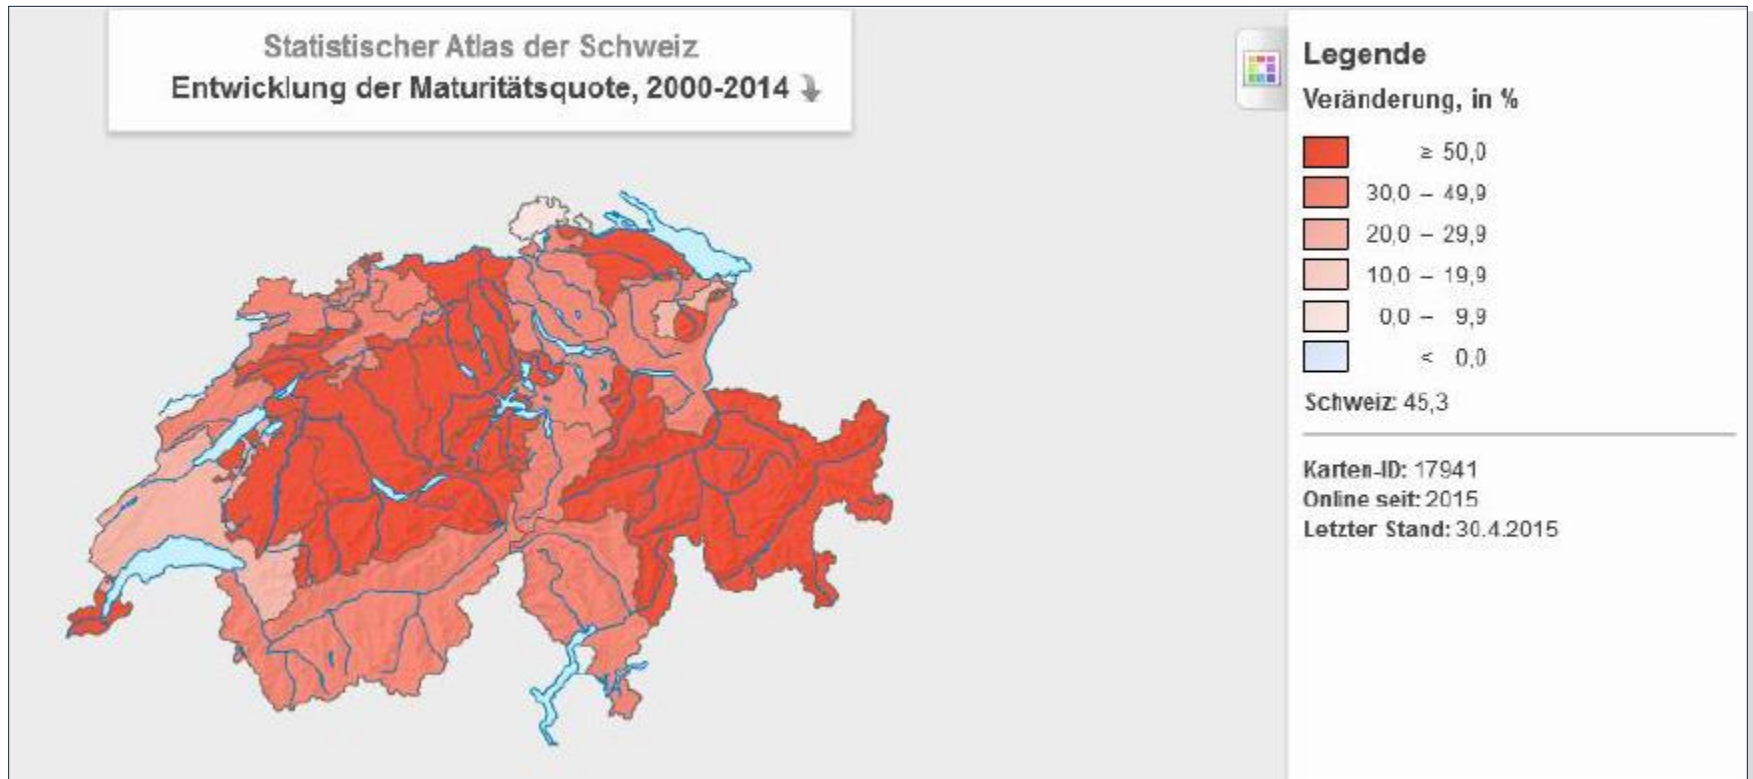 Statistischer Atlas der Schweiz
Entwicklung der Maturitätsquote, 2000-2014
Legende
Veränderung, in %
≥ 50,0
30,0 – 49,9
20,0 – 29,9
10,0 – 19,9
0,0 – 9,9
< 0,0
Schweiz: 45,3
Karten-ID: 17941
Online seit: 2015
Letzter Stand: 30.4.2015